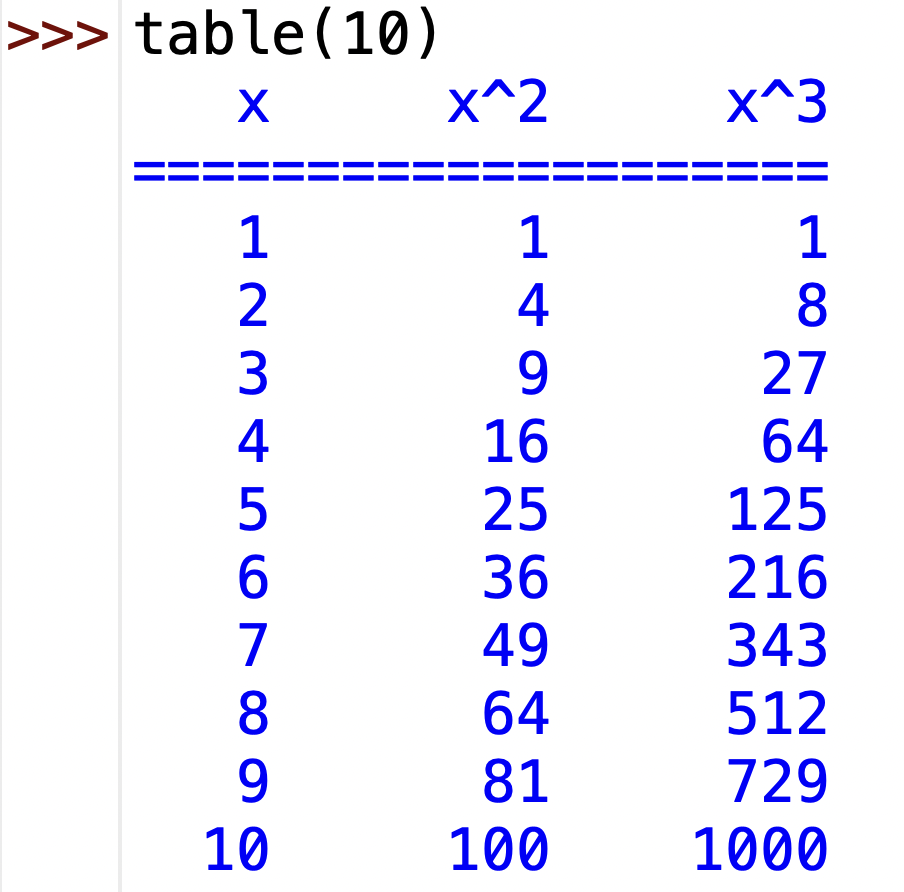 >>> table(10)
   x     x^2     x^3
====================
   1       1       1
   2       4       8
   3       9      27
   4      16      64
   5      25     125
   6      36     216
   7      49     343
   8      64     512
   9      81     729
  10     100    1000